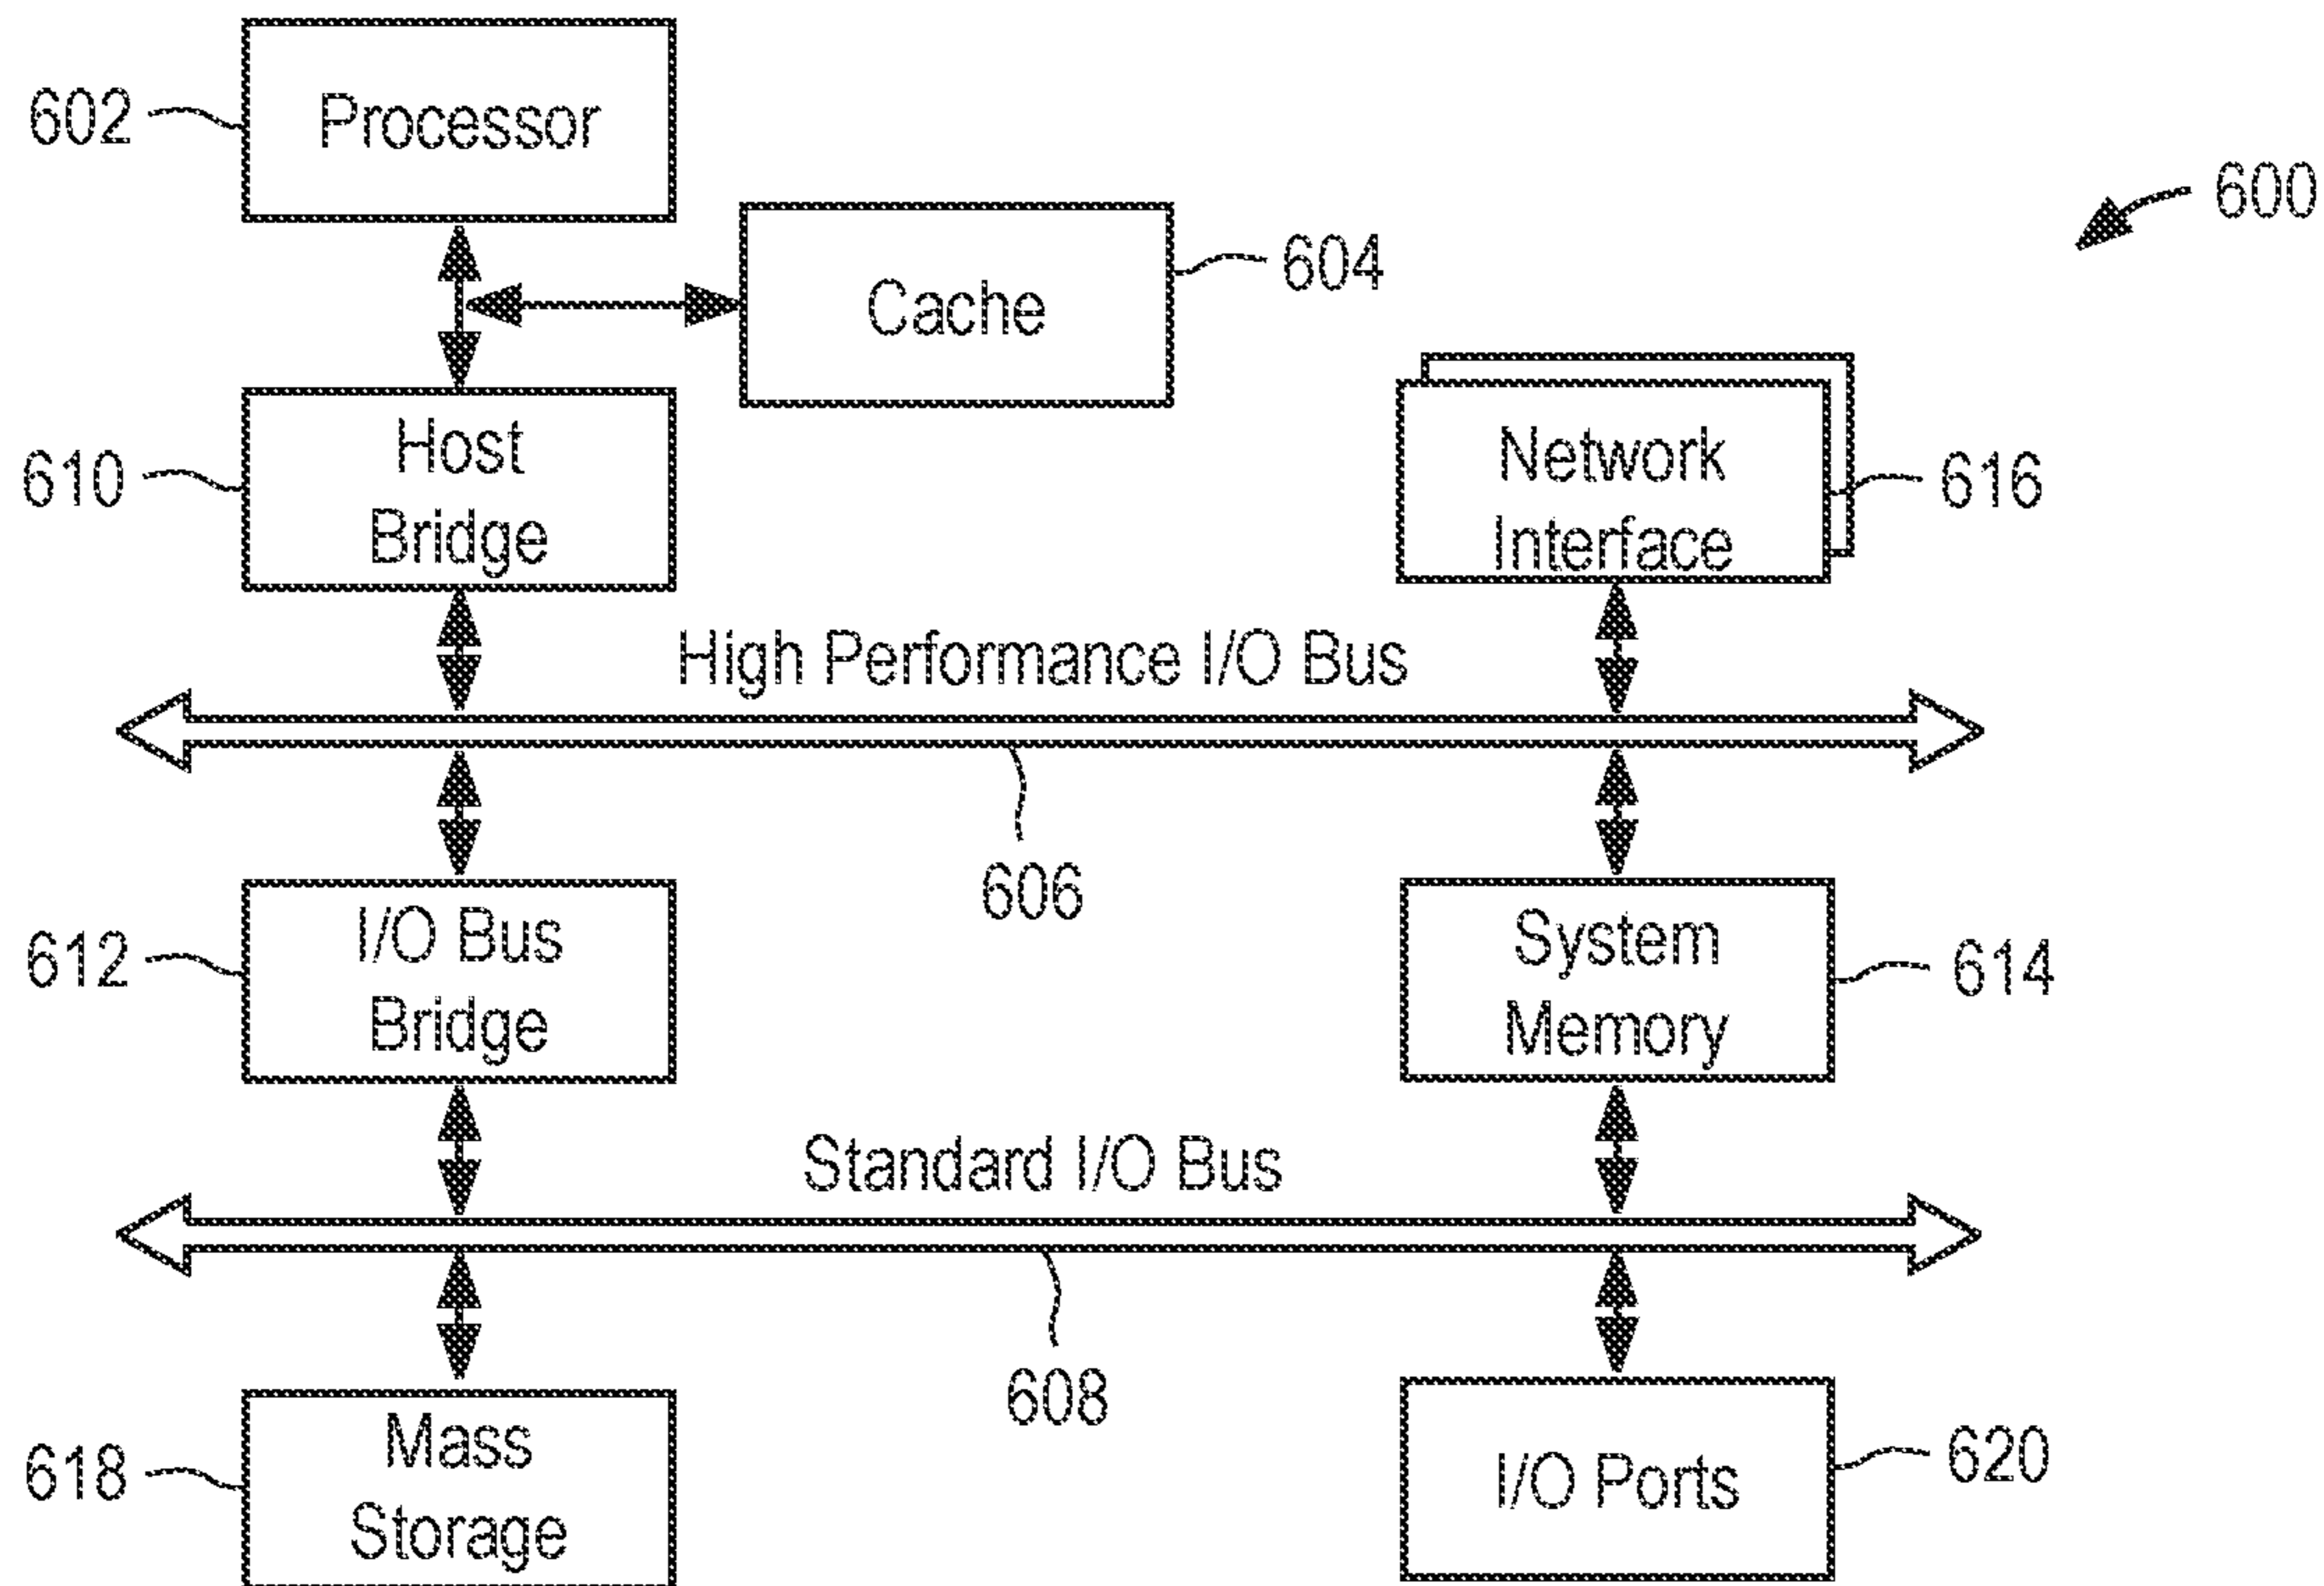 602
Processor
600
604
Cache
610
Host
Bridge
Network
Interface
616
High Performance I/O Bus
606
612
I/O Bus
Bridge
System
Memory
614
Standard I/O Bus
608
618
Mass
Storage
I/O Ports
620